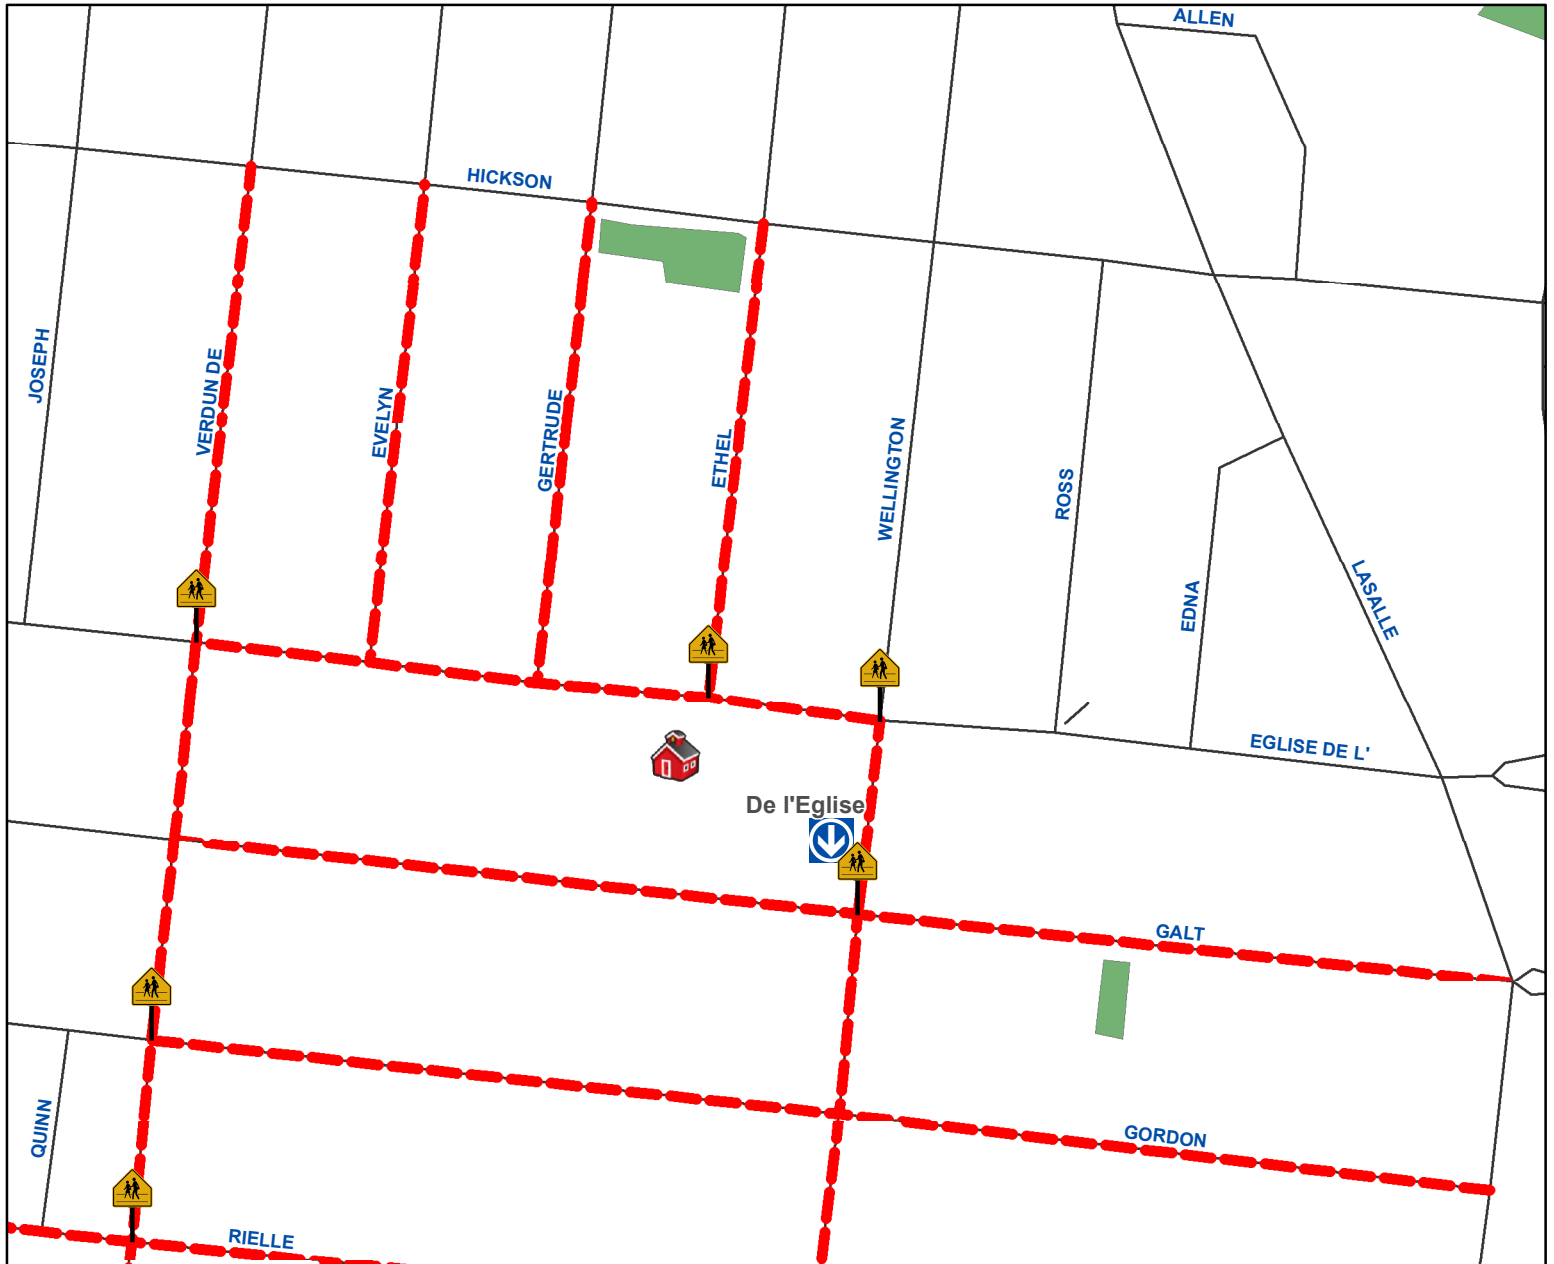 ALLEN
HICKSON
JOSEPH
VERDUN DE
EVELYN
GERTRUDE
ETHEL
WELLINGTON
ROSS
EDNA
LASALLE
EGLISE DE L'
De l'Eglise
GALT
QUINN
GORDON
RIELLE